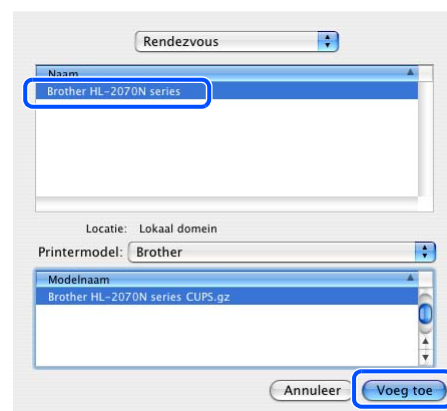 Rendezvous
Naam
Brother HL-2070N series
Locatie: Lokaal domein
Printermodel: Brother
Modelnaam
Brother HL-2070N series CUPS.gz
Annuleer Voeg toe